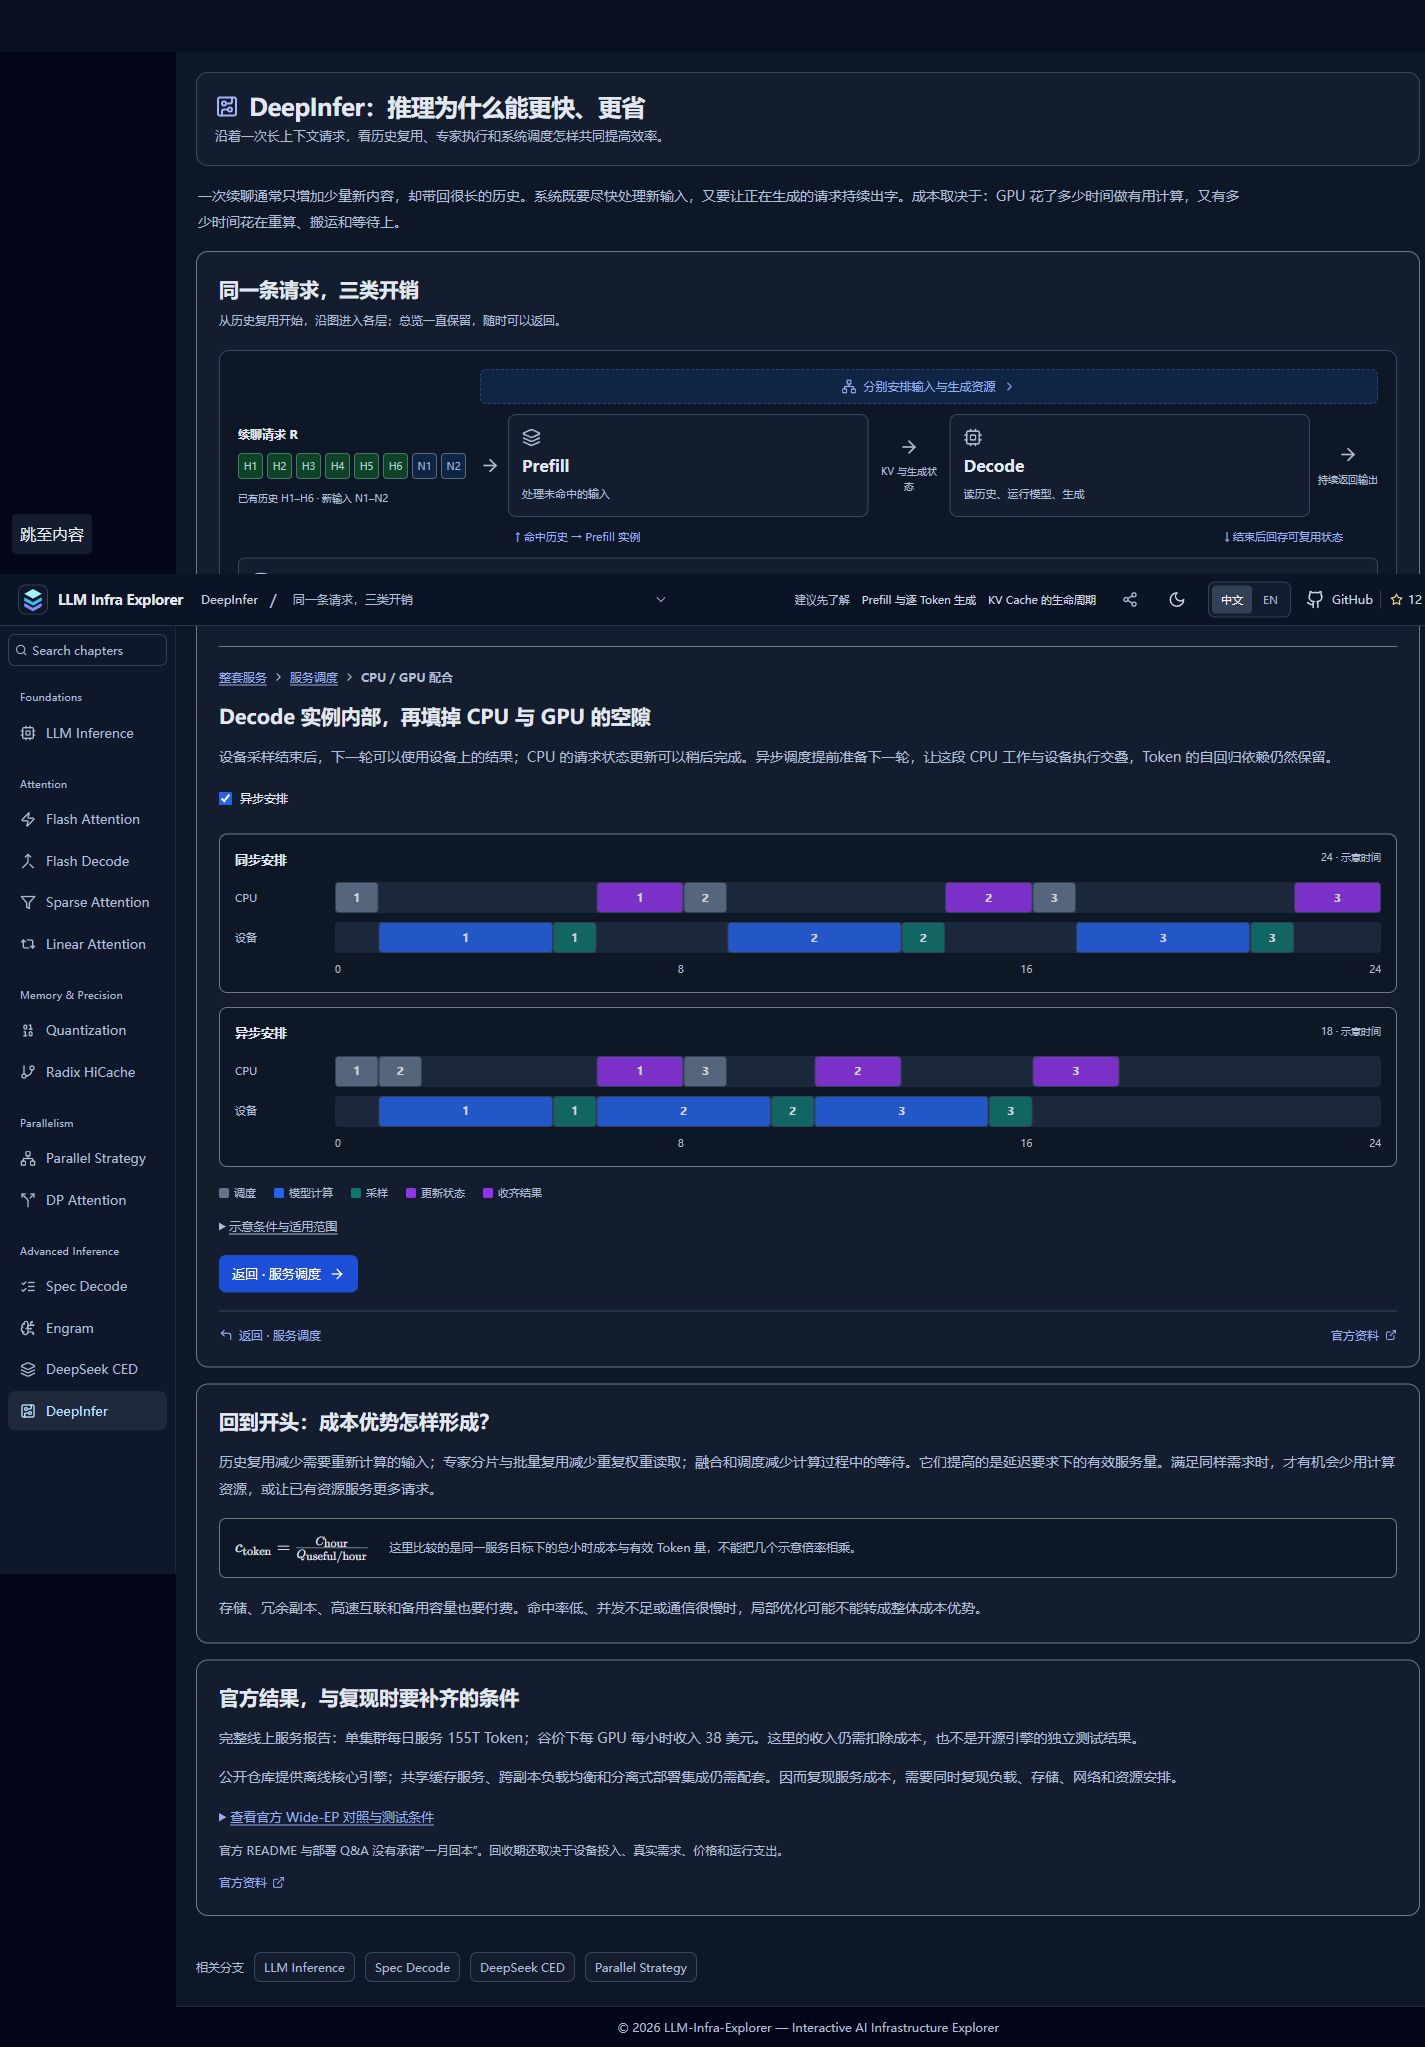 DeepInfer：推理为什么能更快、更省
沿着一次长上下文请求，看历史复用、专家执行和系统调度怎样共同提高效率。
一次续聊通常只增加少量新内容，却带回很长的历史。系统既要尽快处理新输入，又要让正在生成的请求持续出字。成本取决于：GPU 花了多少时间做有用计算，又有多
少时间花在重算、搬运和等待上。
同一条请求，三类开销
从历史复用开始，沿图进入各层；总览一直保留，随时可以返回。
分别安排输入与生成资源
续聊请求 R
H1 H2 H3 H4 H5 H6 N1 N2
已有历史 H1–H6 · 新输入 N1–N2
Prefill
处理未命中的输入
KV 与生成状
态
Decode
读历史、运行模型、生成
持续返回输出
↑ 命中历史 → Prefill 实例
↓ 结束后回存可复用状态
跳至内容
LLM Infra Explorer DeepInfer / 同一条请求，三类开销 建议先了解 Prefill 与逐 Token 生成 KV Cache 的生命周期 中文 EN GitHub 12
Search chapters
Foundations
LLM Inference
Attention
Flash Attention
Flash Decode
Sparse Attention
Linear Attention
Memory & Precision
Quantization
Radix HiCache
Parallelism
Parallel Strategy
DP Attention
Advanced Inference
Spec Decode
Engram
DeepSeek CED
DeepInfer
整套服务 > 服务调度 > CPU / GPU 配合
Decode 实例内部，再填掉 CPU 与 GPU 的空隙
设备采样结束后，下一轮可以使用设备上的结果；CPU 的请求状态更新可以稍后完成。异步调度提前准备下一轮，让这段 CPU 工作与设备执行交叠，Token 的自回归依赖仍然保留。
异步安排
同步安排 24 · 示意时间
CPU 1 1 2 2 3 3
设备 1 1 2 2 3 3
0 8 16 24
异步安排 18 · 示意时间
CPU 1 2 1 3 2 3
设备 1 1 2 2 3 3
0 8 16 24
调度 模型计算 采样 更新状态 收齐结果
示意条件与适用范围
返回 · 服务调度 →
返回 · 服务调度 官方资料
回到开头：成本优势怎样形成？
历史复用减少需要重新计算的输入；专家分片与批量复用减少重复权重读取；融合和调度减少计算过程中的等待。它们提高的是延迟要求下的有效服务量。满足同样需求时，才有机会少用计算
资源，或让已有资源服务更多请求。
c_token = C_hour / Q_useful/hour 这里比较的是同一服务目标下的总小时成本与有效 Token 量，不能把几个示意倍率相乘。
存储、冗余副本、高速互联和备用容量也要付费。命中率低、并发不足或通信很慢时，局部优化可能不能转成整体成本优势。
官方结果，与复现时要补齐的条件
完整线上服务报告：单集群每日服务 155T Token；谷价下每 GPU 每小时收入 38 美元。这里的收入仍需扣除成本，也不是开源引擎的独立测试结果。
公开仓库提供离线核心引擎；共享缓存服务、跨副本负载均衡和分离式部署集成仍需配套。因而复现服务成本，需要同时复现负载、存储、网络和资源安排。
查看官方 Wide-EP 对照与测试条件
官方 README 与部署 Q&A 没有承诺“一月回本”。回收期还取决于设备投入、真实需求、价格和运行支出。
官方资料
相关分支 LLM Inference Spec Decode DeepSeek CED Parallel Strategy
© 2026 LLM-Infra-Explorer — Interactive AI Infrastructure Explorer